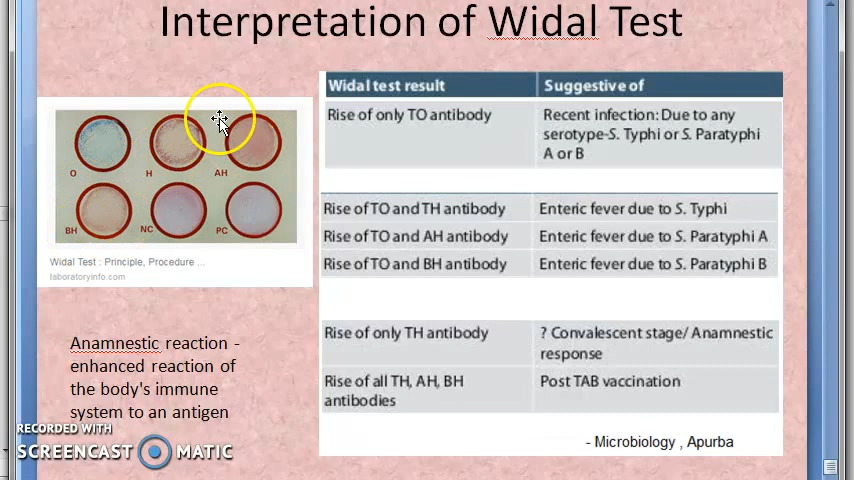 Interpretation of Widal Test
O
H
AH
BH
NC
PC
Widal Test : Principle, Procedure ...
laboratoryinfo.com
Anamnestic reaction -
enhanced reaction of
the body's immune
system to an antigen
Widal test result
Suggestive of
Rise of only TO antibody
Recent infection: Due to any
serotype-S. Typhi or S. Paratyphi
A or B
Rise of TO and TH antibody
Enteric fever due to S. Typhi
Rise of TO and AH antibody
Enteric fever due to S. Paratyphi A
Rise of TO and BH antibody
Enteric fever due to S. Paratyphi B
Rise of only TH antibody
? Convalescent stage/ Anamnestic
response
Rise of all TH, AH, BH
antibodies
Post TAB vaccination
- Microbiology , Apurba
RECORDED WITH
SCREENCAST MATIC